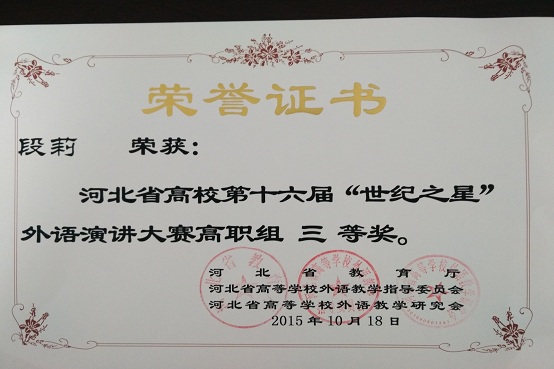 荣誉证书
段莉 荣获：
河北省高校第十六届“世纪之星”
外语演讲大赛高职组 三 等奖。
河北省教育厅
河北省高等学校外语教学指导委员会
河北省高等学校外语教学研究会
2015年10月18日